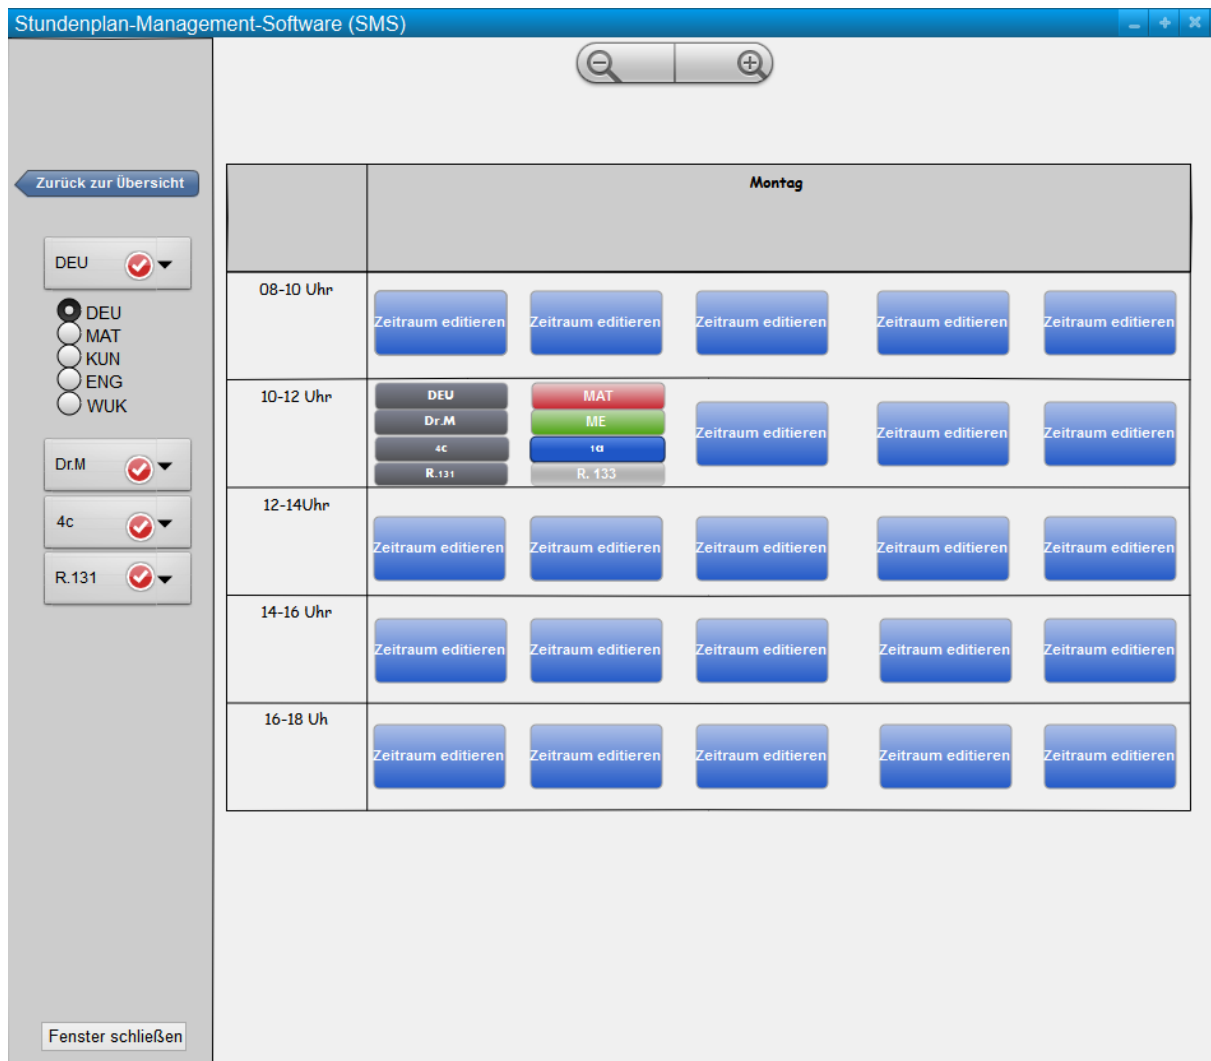 Stundenplan-Management-Software (SMS)
Zurück zur Übersicht
DEU
DEU
MAT
KUN
ENG
WUK
Dr.M
4c
R.131
Fenster schließen
Montag
08-10 Uhr
Zeitraum editieren Zeitraum editieren Zeitraum editieren Zeitraum editieren Zeitraum editieren
10-12 Uhr
DEU MAT
Dr.M ME
4c 1a
R.131 R. 133
Zeitraum editieren Zeitraum editieren Zeitraum editieren
12-14Uhr
Zeitraum editieren Zeitraum editieren Zeitraum editieren Zeitraum editieren Zeitraum editieren
14-16 Uhr
Zeitraum editieren Zeitraum editieren Zeitraum editieren Zeitraum editieren Zeitraum editieren
16-18 Uh
Zeitraum editieren Zeitraum editieren Zeitraum editieren Zeitraum editieren Zeitraum editieren